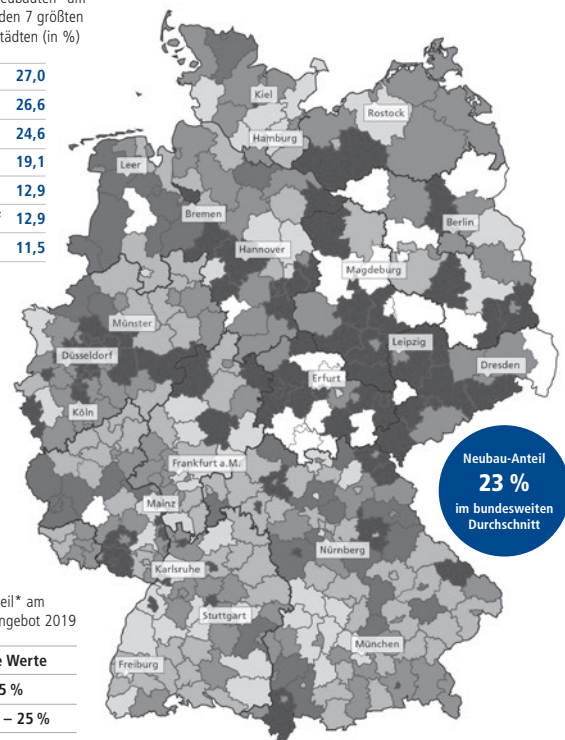 den 7 größten
städten (in %)
27,0
26,6
24,6
19,1
12,9
12,9
11,5
Kiel
Rostock
Hamburg
Leer
Bremen
Berlin
Hannover
Magdeburg
Münster
Düsseldorf
Leipzig
Dresden
Erfurt
Köln
Frankfurt a.M.
Mainz
Nürnberg
Karlsruhe
Stuttgart
München
Freiburg
Neubau-Anteil
23 %
im bundesweiten
Durchschnitt
eil* am
ngebot 2019
e Werte
5 %
– 25 %